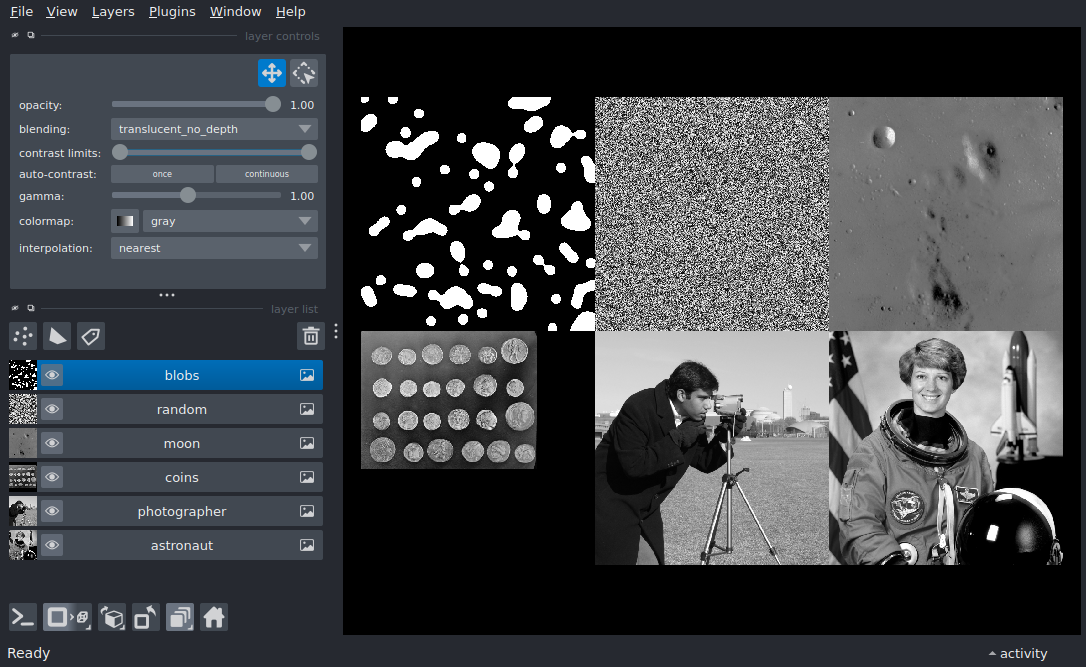 File View Layers Plugins Window Help
layer controls
opacity: 1.00
blending: translucent_no_depth
contrast limits:
auto-contrast: once continuous
gamma: 1.00
colormap: gray
interpolation: nearest
layer list
blobs
random
moon
coins
photographer
astronaut
Ready
activity